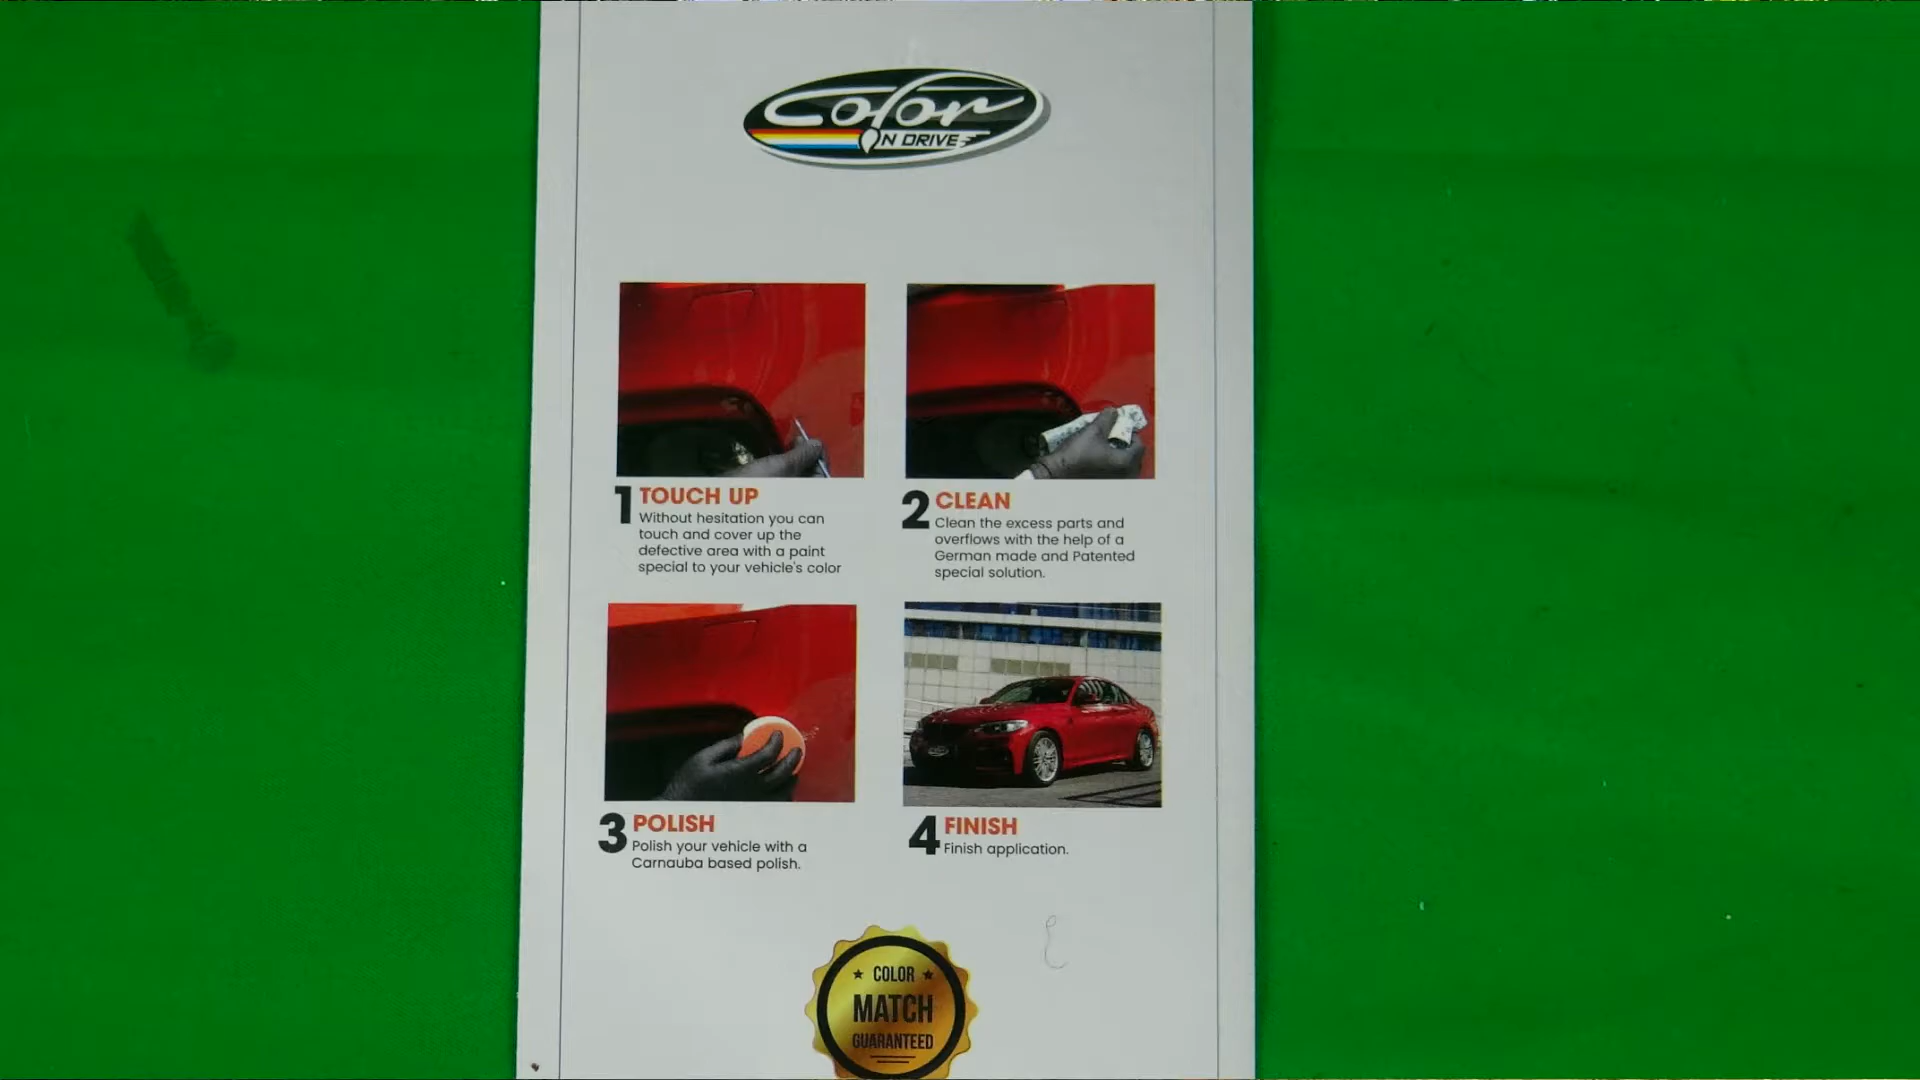 Color
N DRIVE
1 TOUCH UP
Without hesitation you can
touch and cover up the
defective area with a paint
special to your vehicle's color
2 CLEAN
Clean the excess parts and
overflows with the help of a
German made and Patented
special solution.
3 POLISH
Polish your vehicle with a
Carnauba based polish.
4 FINISH
Finish application.
COLOR
MATCH
GUARANTEED